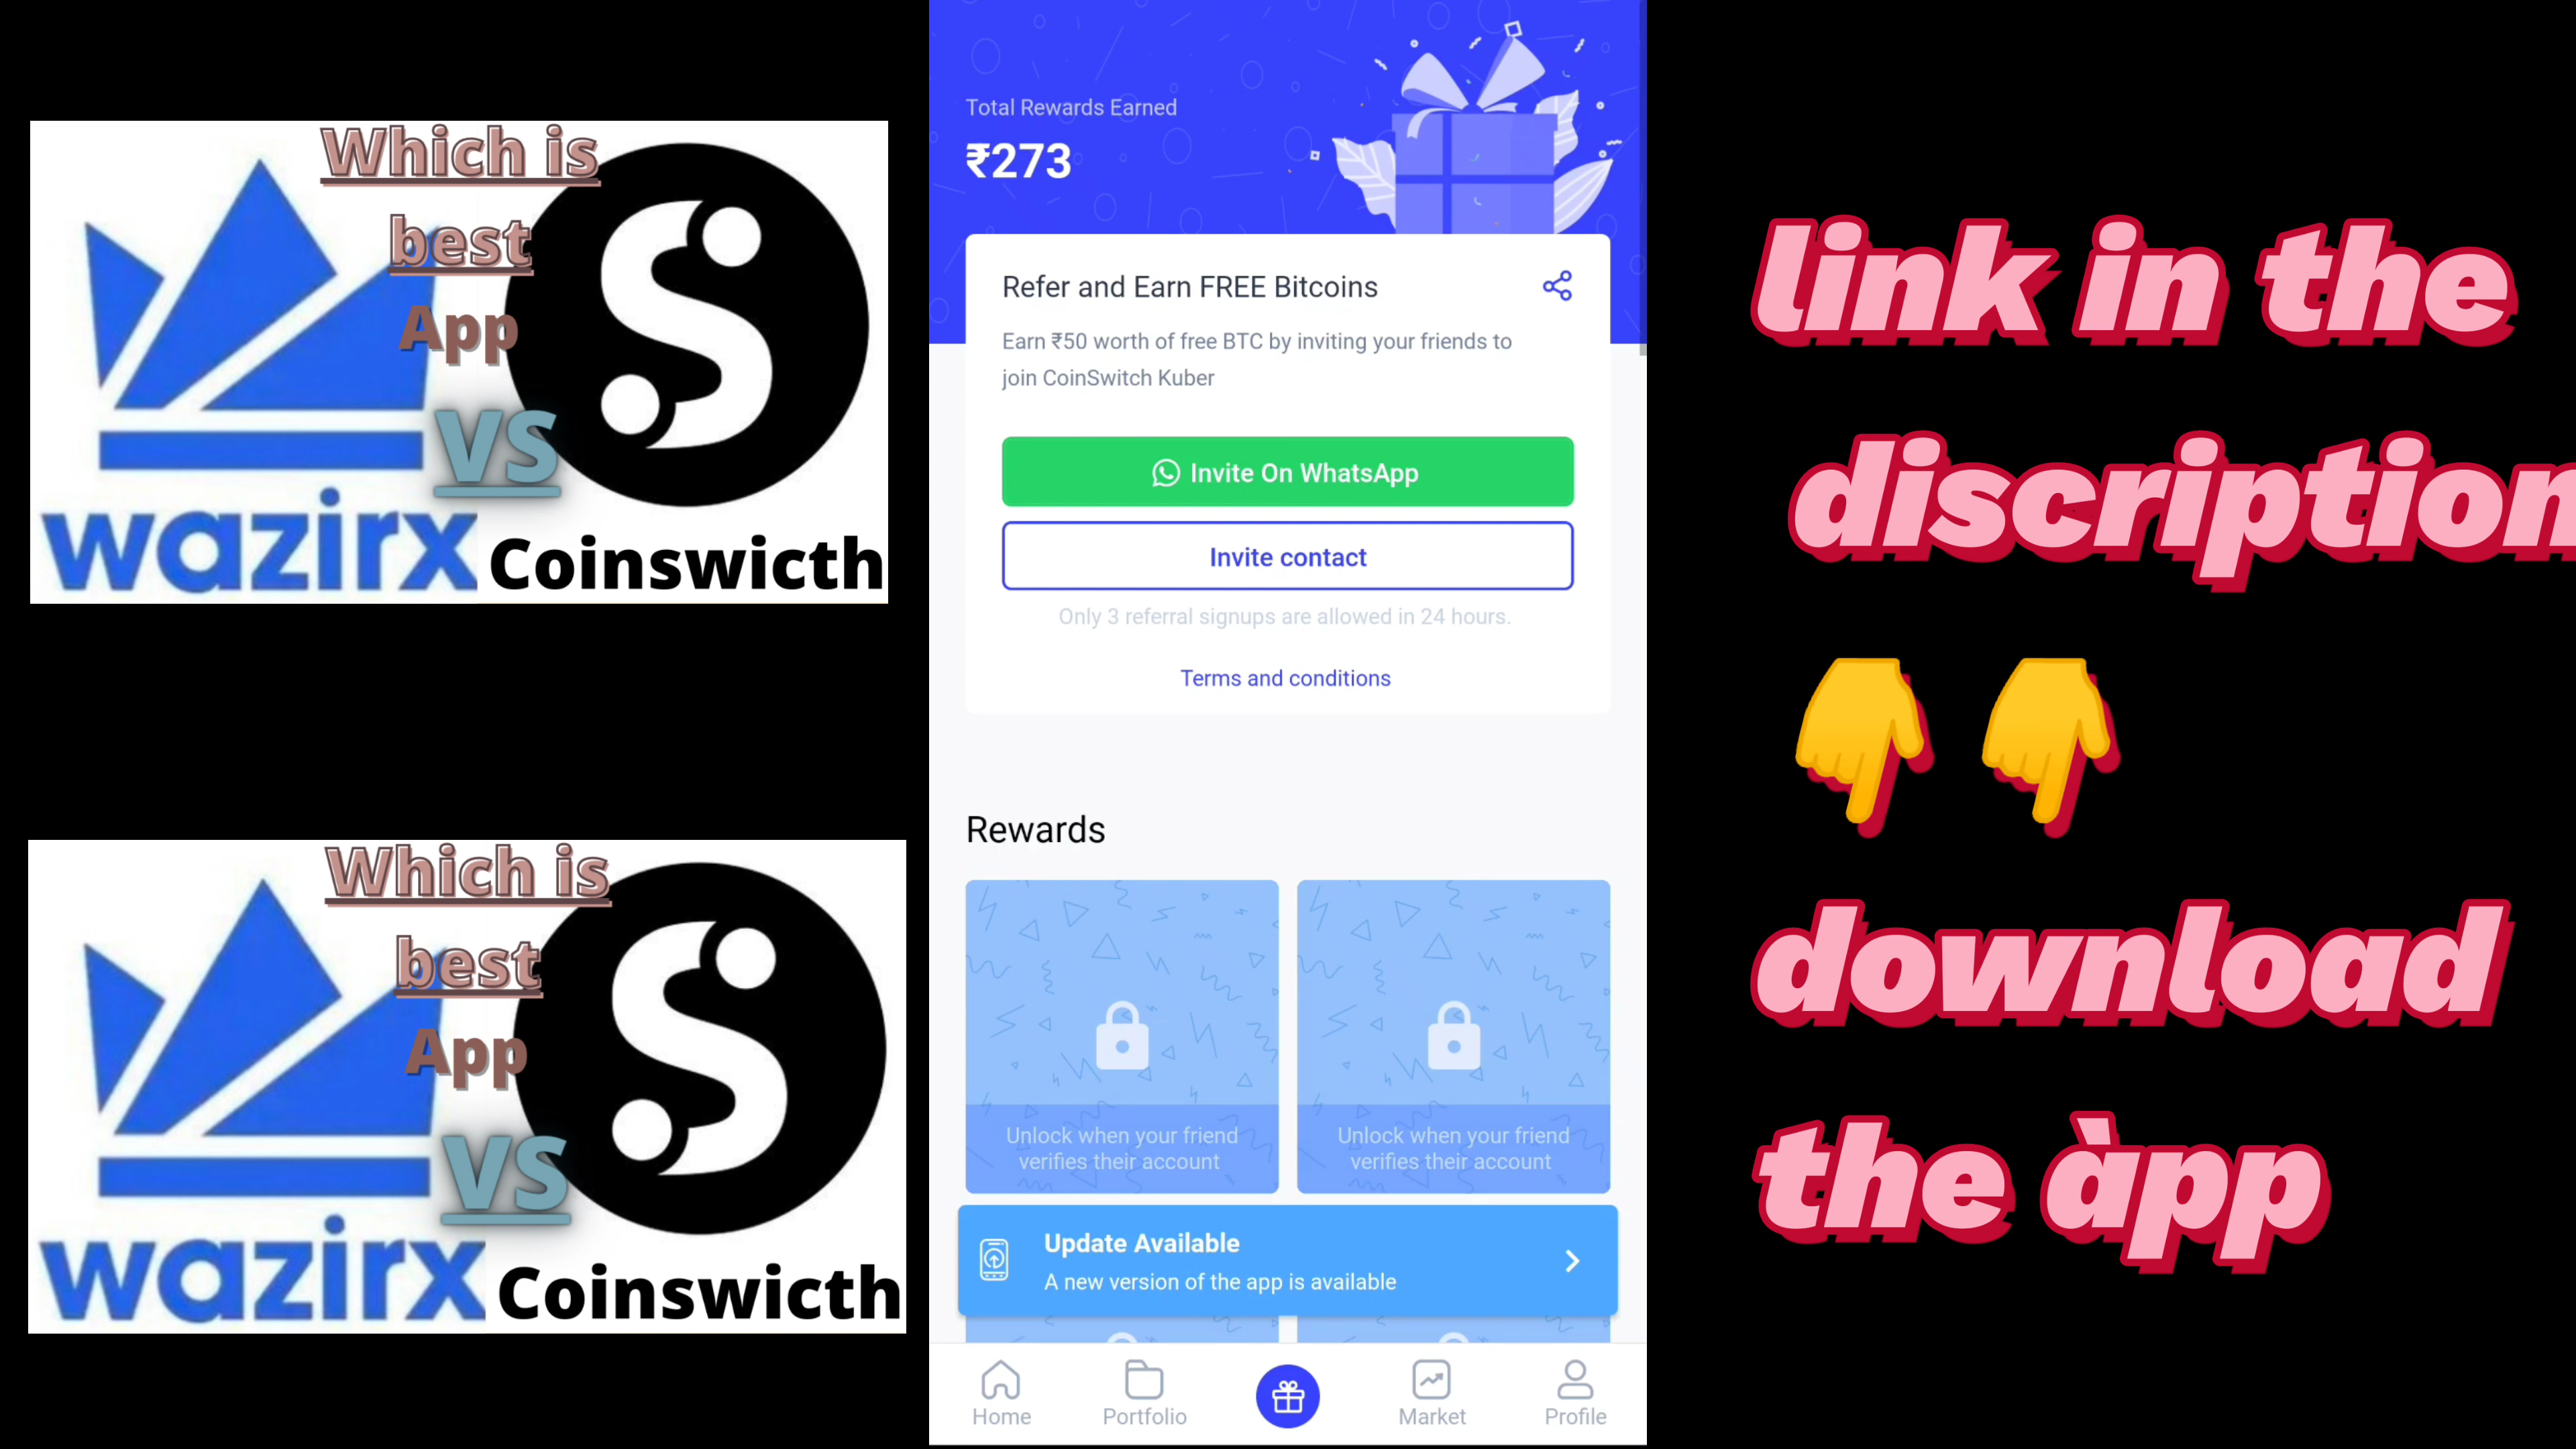 Which is
best
App
VS
wazirx
Coinswicth
Which is
best
App
VS
wazirx
Coinswicth
Total Rewards Earned
₹273
Refer and Earn FREE Bitcoins
Earn ₹50 worth of free BTC by inviting your friends to
join CoinSwitch Kuber
Invite On WhatsApp
Invite contact
Only 3 referral signups are allowed in 24 hours.
Terms and conditions
Rewards
Unlock when your friend
verifies their account
Unlock when your friend
verifies their account
Update Available
A new version of the app is available
Home
Portfolio
Market
Profile
link in the
discription
👇 👇
download
the àpp